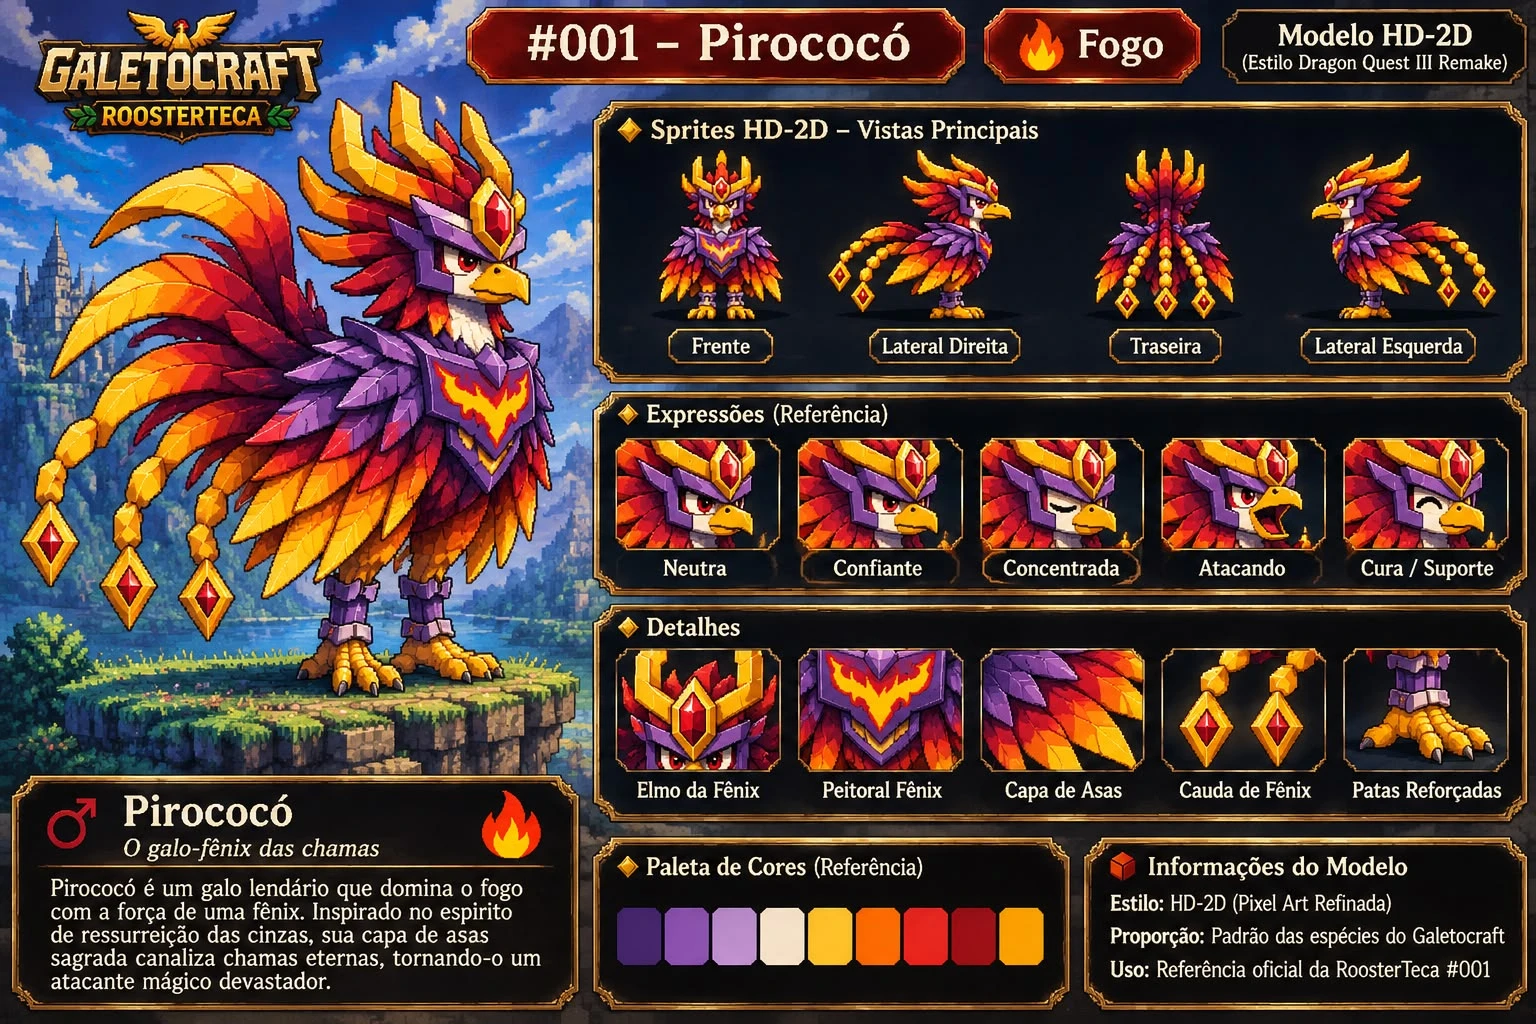 GALETOCRAFT
ROOSTERTECA
#001 – Pirococó
Fogo
Modelo HD-2D
(Estilo Dragon Quest III Remake)
Sprites HD-2D – Vistas Principais
Frente
Lateral Direita
Traseira
Lateral Esquerda
Expressões (Referência)
Neutra
Confiante
Concentrada
Atacando
Cura / Suporte
Detalhes
Elmo da Fênix
Peitoral Fênix
Capa de Asas
Cauda de Fênix
Patas Reforçadas
Pirococó
O galo-fênix das chamas
Pirococó é um galo lendário que domina o fogo
com a força de uma fênix. Inspirado no espirito
de ressurreição das cinzas, sua capa de asas
sagrada canaliza chamas eternas, tornando-o um
atacante mágico devastador.
Paleta de Cores (Referência)
Informações do Modelo
Estilo: HD-2D (Pixel Art Refinada)
Proporção: Padrão das espécies do Galetocraft
Uso: Referência oficial da RoosterTeca #001